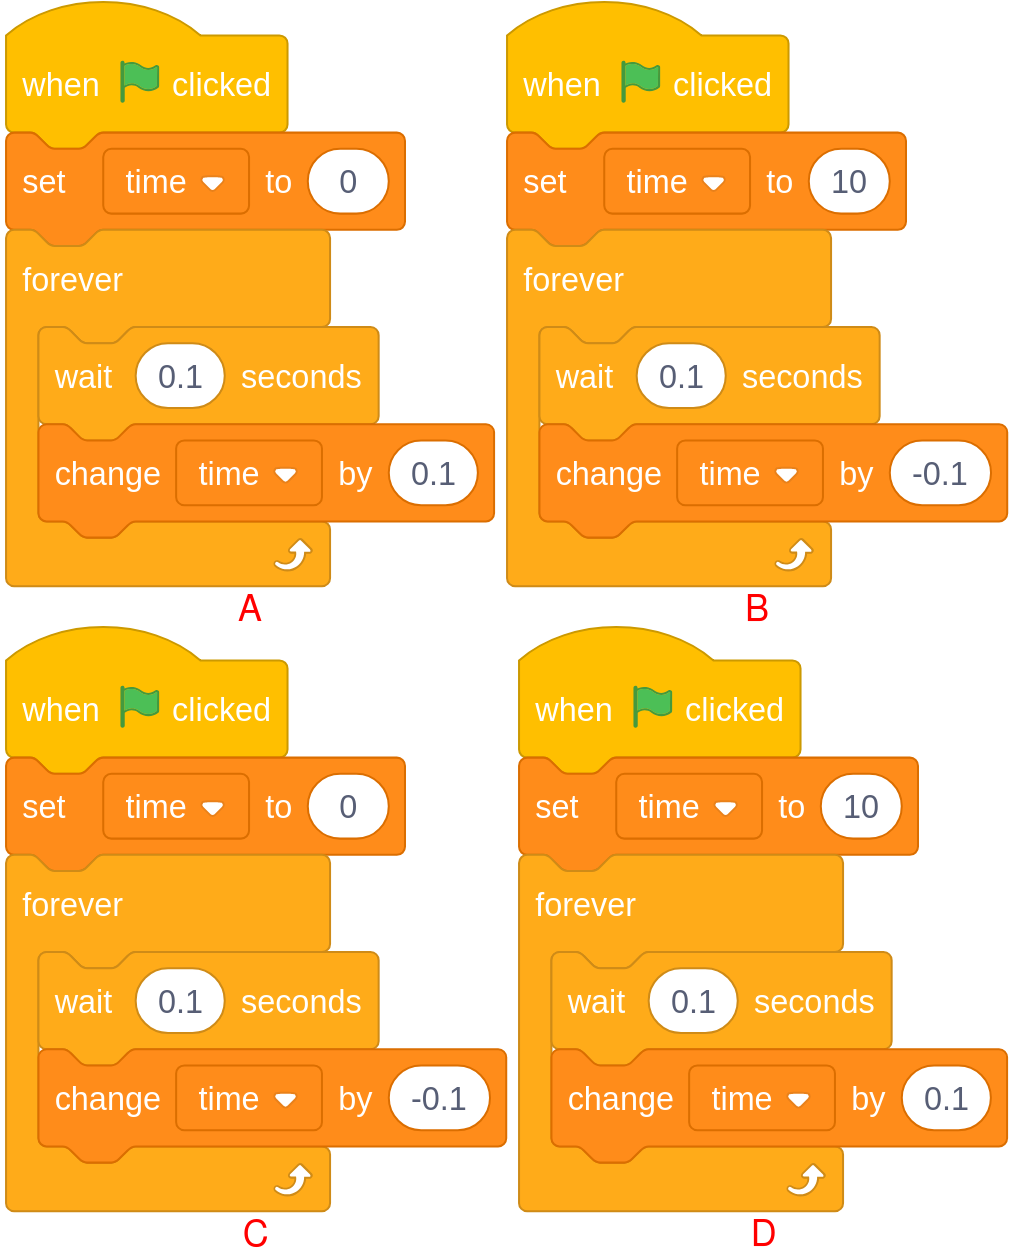 when clicked
set time to 0
forever
wait 0.1 seconds
change time by 0.1
A
when clicked
set time to 10
forever
wait 0.1 seconds
change time by -0.1
B
when clicked
set time to 0
forever
wait 0.1 seconds
change time by -0.1
C
when clicked
set time to 10
forever
wait 0.1 seconds
change time by 0.1
D